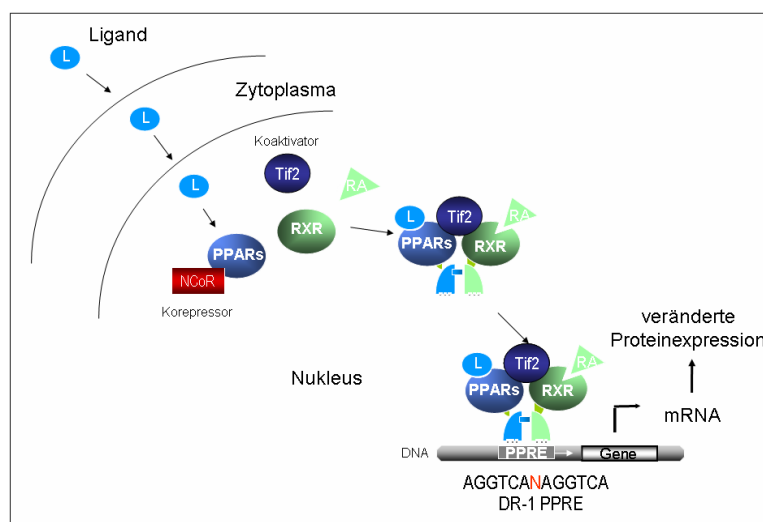 Ligand
L
Zytoplasma
L
Koaktivator
L
Tif2
RA
RXR
PPARs
NCoR
Korepressor
L
Tif2
RA
PPARs
RXR
veränderte
Proteinexpression
Nukleus
L
Tif2
RA
PPARs
RXR
mRNA
DNA
PPRE
Gene
AGGTCANAGGTCA
DR-1 PPRE